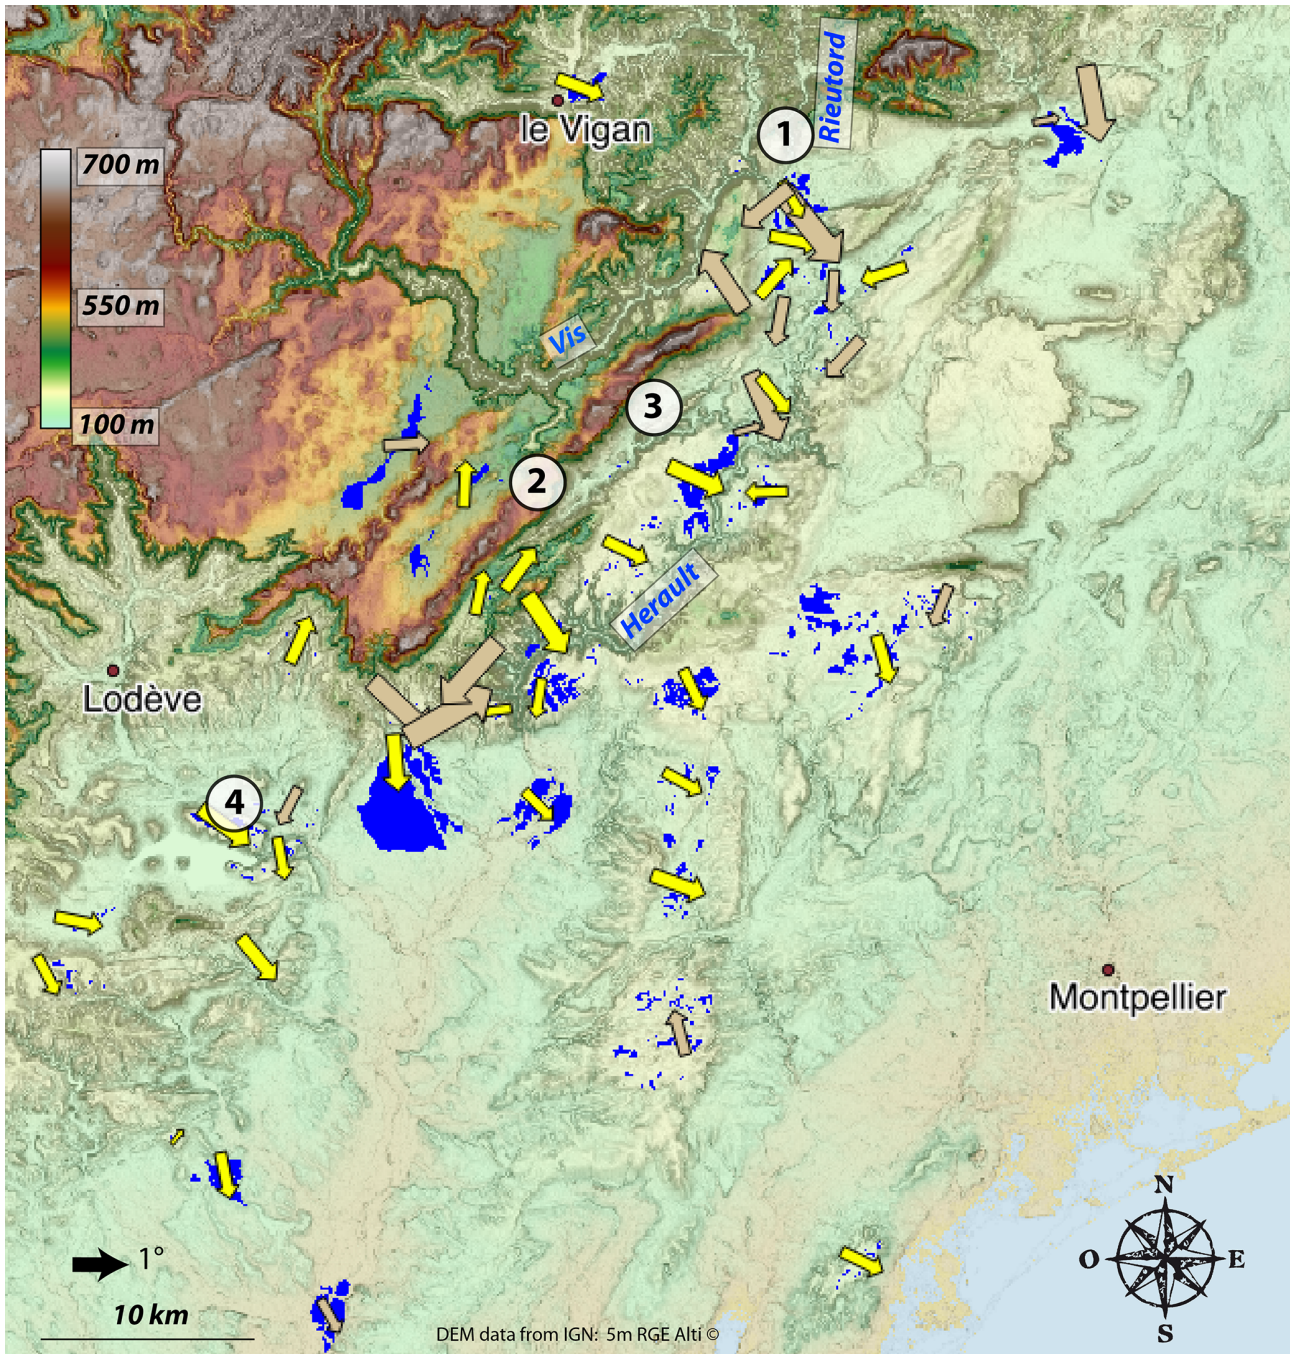 Rieutord
1
le Vigan
700 m
550 m
Vis
100 m
3
2
Herault
Lodève
4
Montpellier
N
O
E
S
1°
10 km
DEM data from IGN: 5m RGE Alti ©